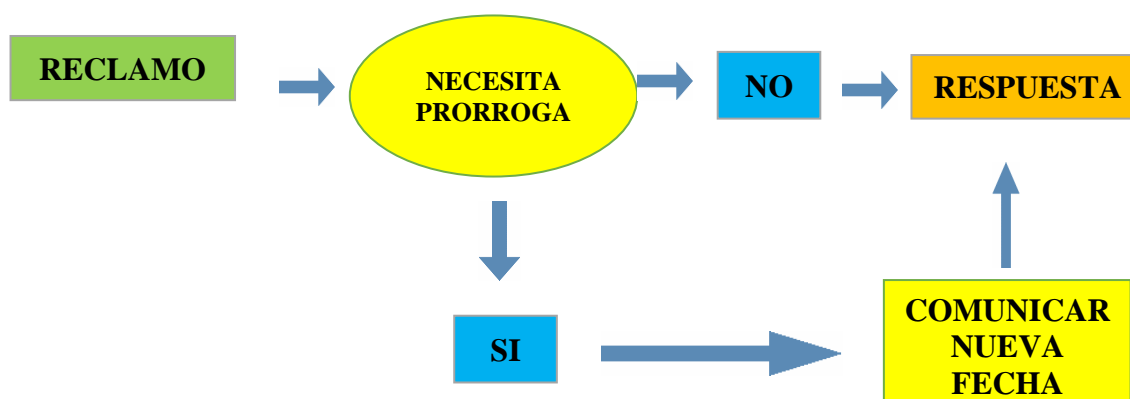 RECLAMO
NECESITA
PRORROGA
NO
RESPUESTA
SI
COMUNICAR
NUEVA
FECHA